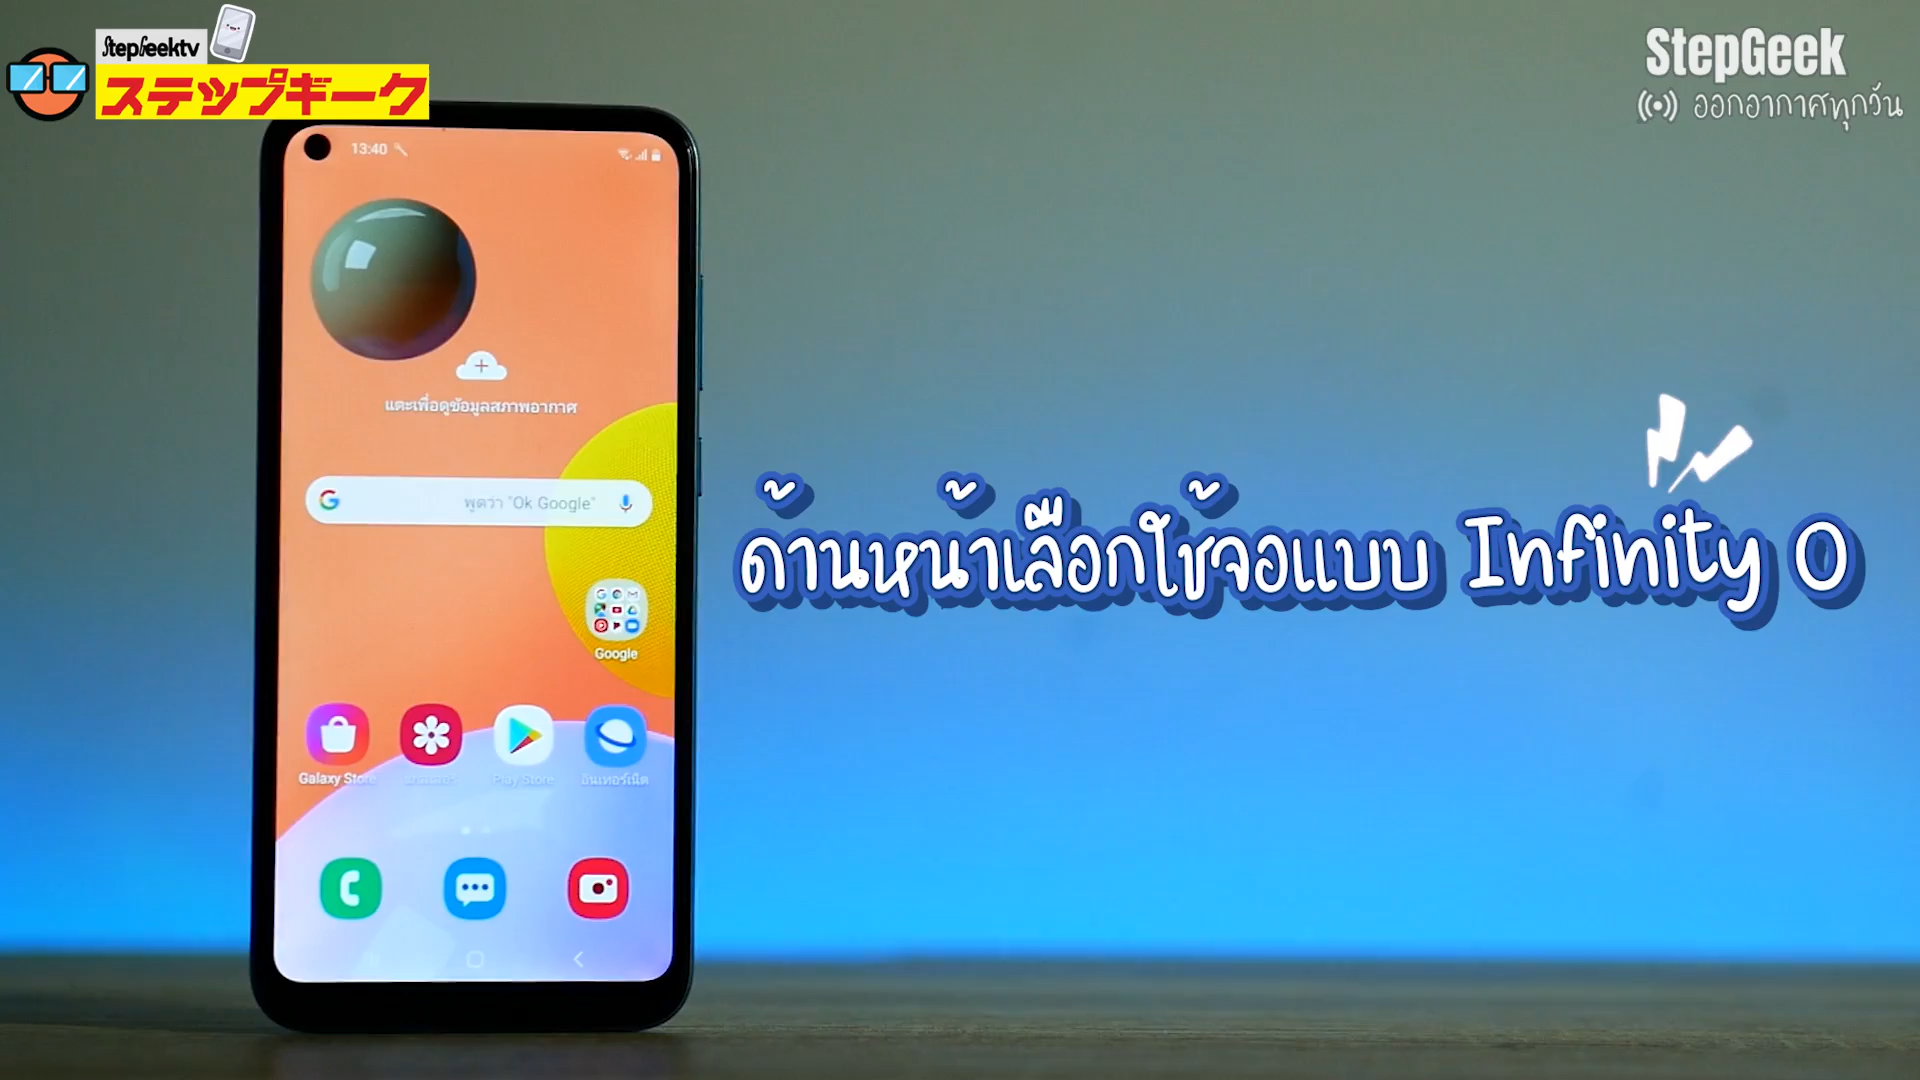 StepGeektv
ステップギーク
StepGeek
ออกอากาศทุกวัน
13:40
แตะเพื่อดูข้อมูลสภาพอากาศ
พูดว่า "Ok Google"
ด้านหน้าเลือกใช้จอแบบ Infinity O
Google
Galaxy Store
Play Store
อินเทอร์เน็ต